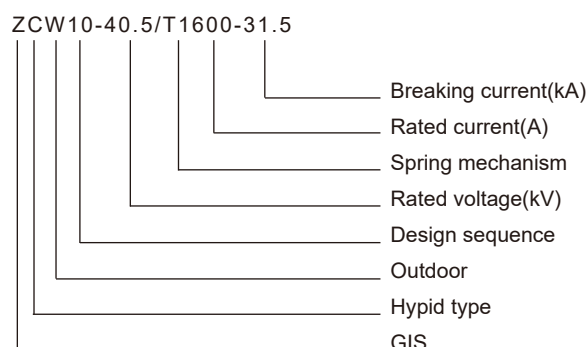 ZCW10-40.5/T1600-31.5
Breaking current(kA)
Rated current(A)
Spring mechanism
Rated voltage(kV)
Design sequence
Outdoor
Hypid type
GIS